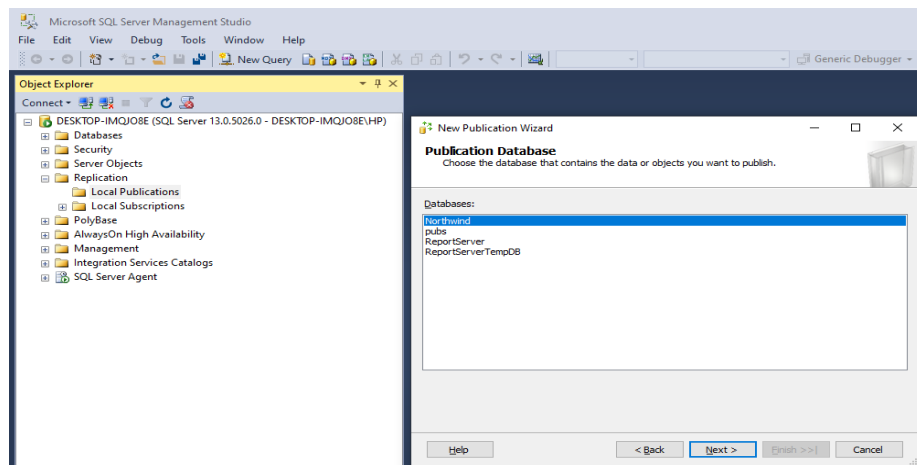 Microsoft SQL Server Management Studio
File Edit View Debug Tools Window Help
New Query
Generic Debugger
Object Explorer
Connect
DESKTOP-IMQJO8E (SQL Server 13.0.5026.0 - DESKTOP-IMQJO8E\HP)
Databases
Security
Server Objects
Replication
Local Publications
Local Subscriptions
PolyBase
AlwaysOn High Availability
Management
Integration Services Catalogs
SQL Server Agent
New Publication Wizard
Publication Database
Choose the database that contains the data or objects you want to publish.
Databases:
Northwind
pubs
ReportServer
ReportServerTempDB
Help < Back Next > Finish >>| Cancel